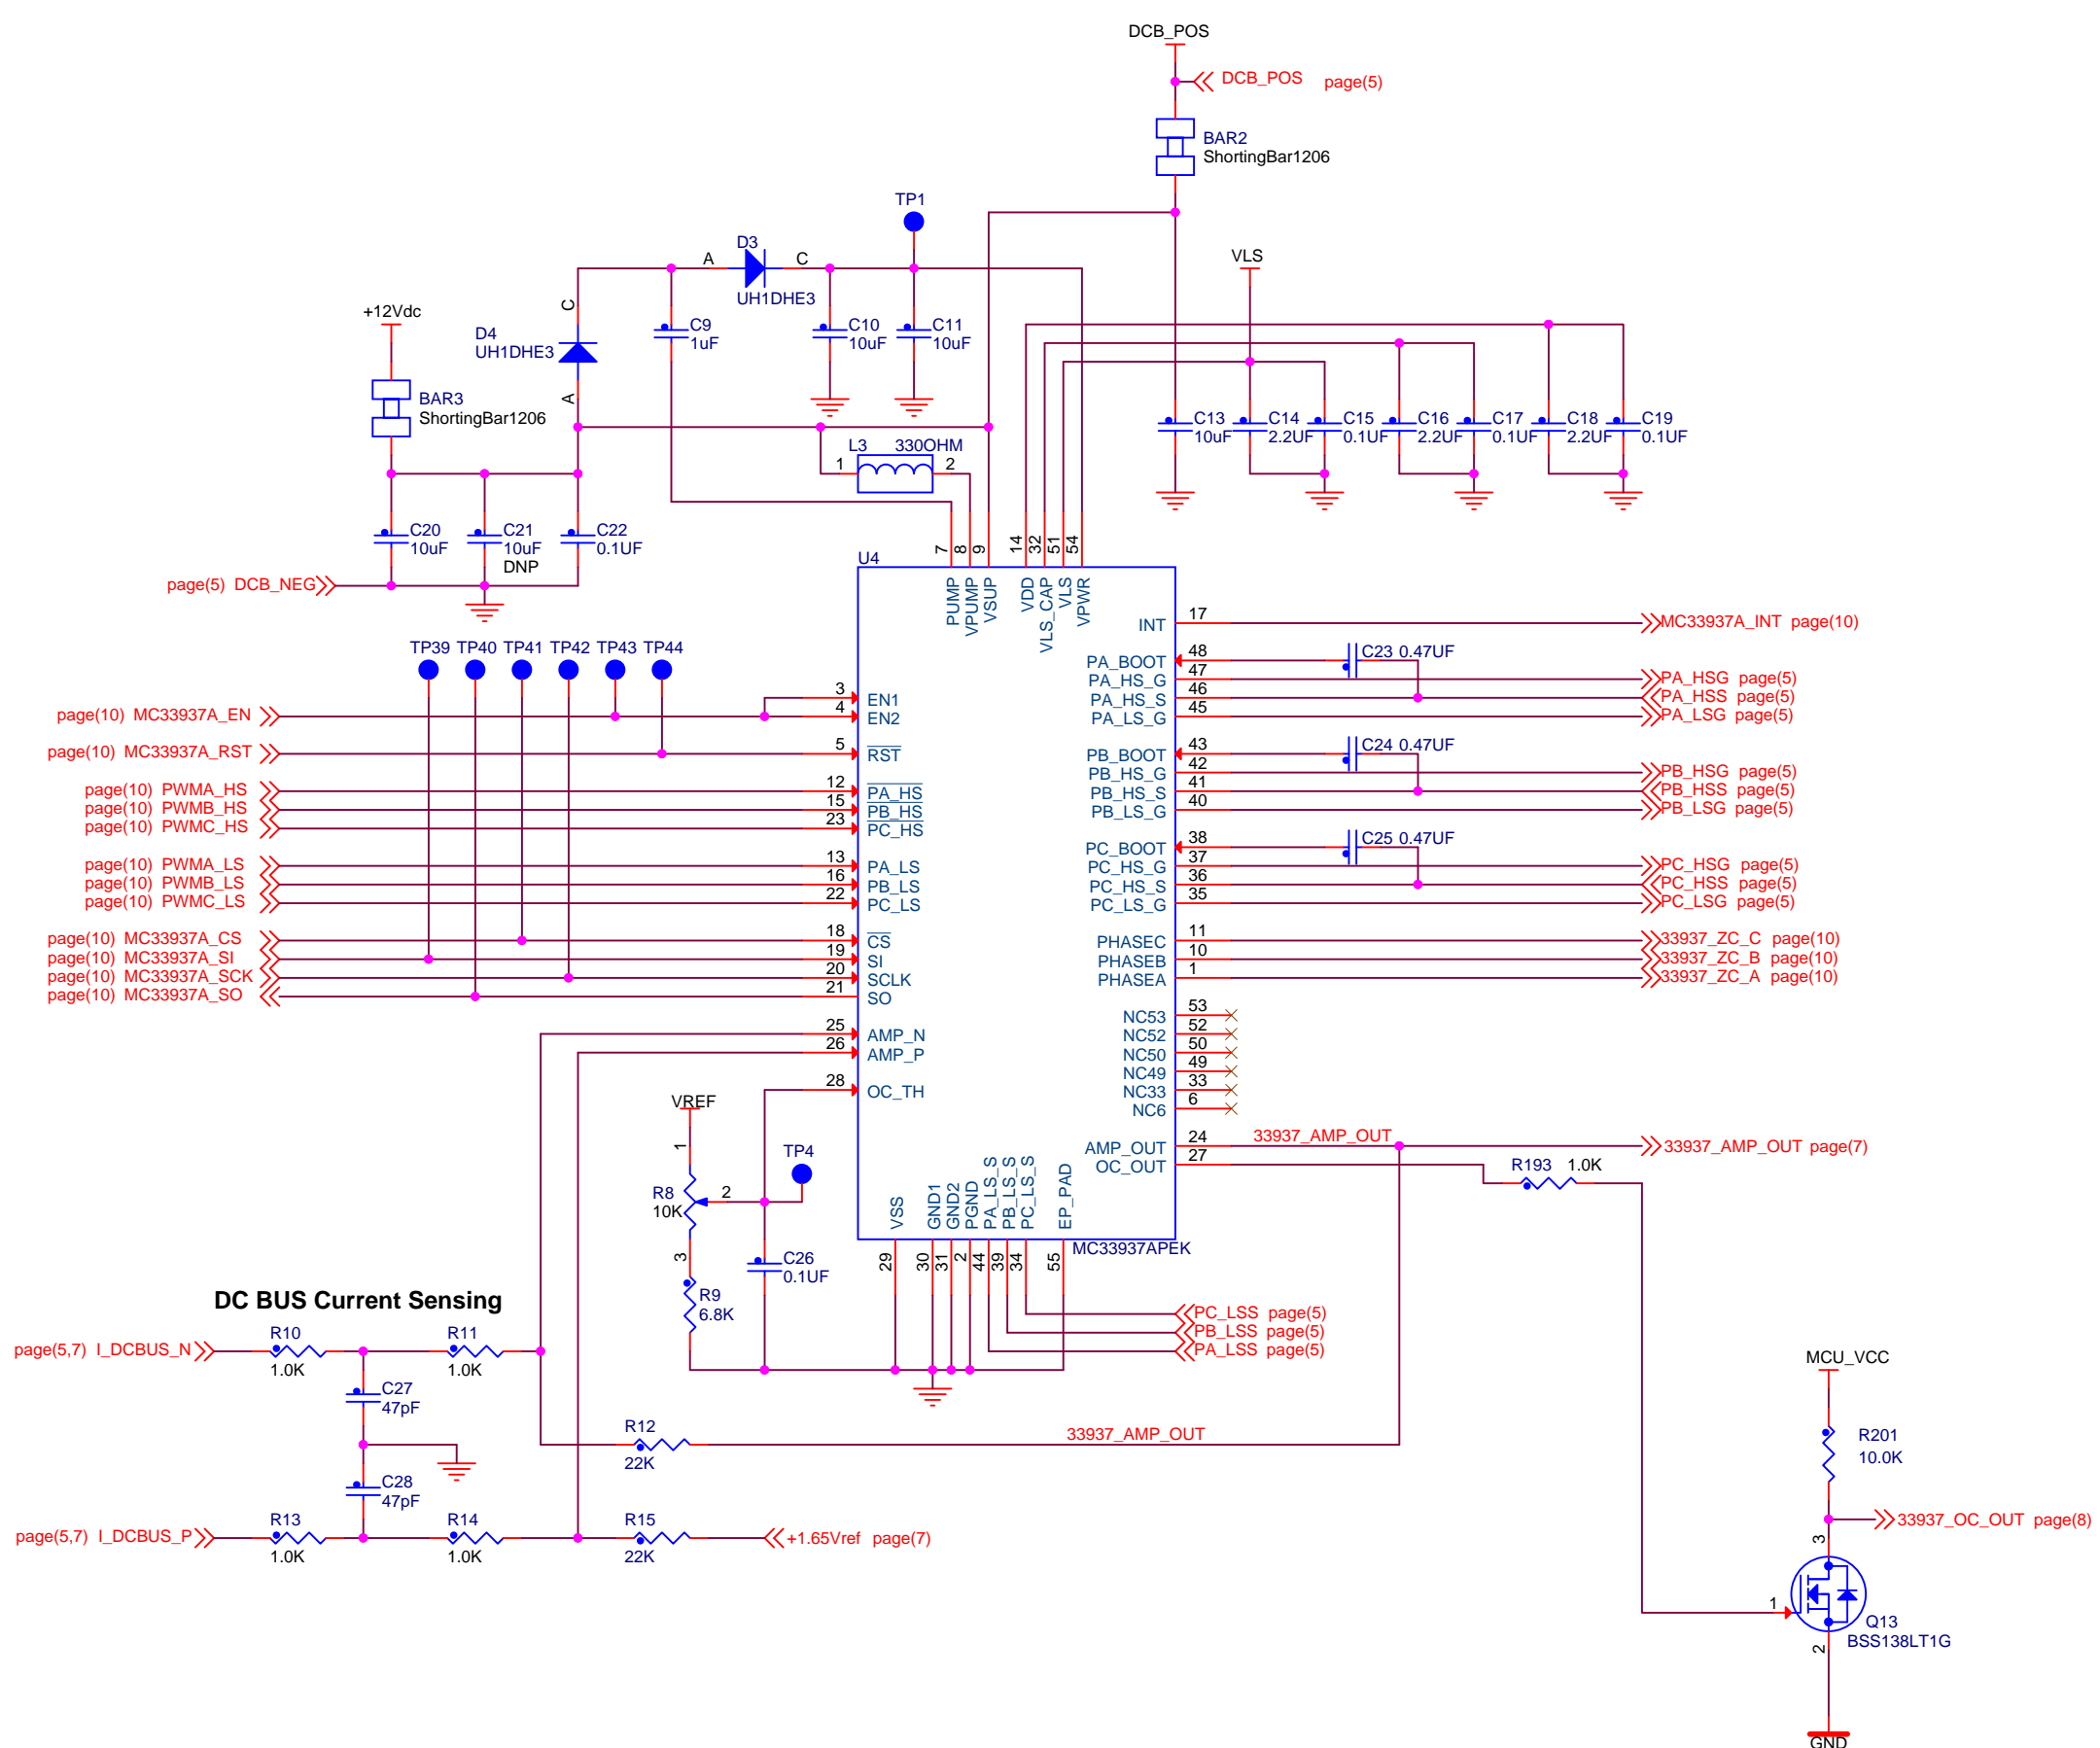 DCB_POS
DCB_POS page(5)
BAR2
ShortingBar1206
TP1
D3
A
C
UH1DHE3
VLS
+12Vdc
C
D4
UH1DHE3
A
C9
1uF
C10
10uF
C11
10uF
BAR3
ShortingBar1206
L3 330OHM
1
2
C13
10uF
C14
2.2UF
C15
0.1UF
C16
2.2UF
C17
0.1UF
C18
2.2UF
C19
0.1UF
C20
10uF
C21
10uF
DNP
C22
0.1UF
page(5) DCB_NEG
U4
7
8
9
14
32
51
54
PUMP
VPUMP
VSUP
VDD
VLS_CAP
VLS
VPWR
TP39 TP40 TP41 TP42 TP43 TP44
page(10) MC33937A_EN
3 EN1
4 EN2
page(10) MC33937A_RST
5 RST
page(10) PWMA_HS
12 PA_HS
page(10) PWMB_HS
15 PB_HS
page(10) PWMC_HS
23 PC_HS
page(10) PWMA_LS
13 PA_LS
page(10) PWMB_LS
16 PB_LS
page(10) PWMC_LS
22 PC_LS
page(10) MC33937A_CS
18 CS
page(10) MC33937A_SI
19 SI
page(10) MC33937A_SCK
20 SCLK
page(10) MC33937A_SO
21 SO
25 AMP_N
26 AMP_P
28 OC_TH
INT 17
MC33937A_INT page(10)
PA_BOOT 48
C23 0.47UF
PA_HS_G 47
PA_HSG page(5)
PA_HS_S 46
PA_HSS page(5)
PA_LS_G 45
PA_LSG page(5)
PB_BOOT 43
C24 0.47UF
PB_HS_G 42
PB_HSG page(5)
PB_HS_S 41
PB_HSS page(5)
PB_LS_G 40
PB_LSG page(5)
PC_BOOT 38
C25 0.47UF
PC_HS_G 37
PC_HSG page(5)
PC_HS_S 36
PC_HSS page(5)
PC_LS_G 35
PC_LSG page(5)
PHASEC 11
33937_ZC_C page(10)
PHASEB 10
33937_ZC_B page(10)
PHASEA 1
33937_ZC_A page(10)
NC53 53
NC52 52
NC50 50
NC49 49
NC33 33
NC6 6
AMP_OUT 24
33937_AMP_OUT
33937_AMP_OUT page(7)
OC_OUT 27
R193 1.0K
VREF
1
R8
10K
2
3
TP4
C26
0.1UF
R9
6.8K
VSS
GND1
GND2
PGND
PA_LS_S
PB_LS_S
PC_LS_S
EP_PAD
MC33937APEK
29
30
31
2
44
39
34
55
PC_LSS page(5)
PB_LSS page(5)
PA_LSS page(5)
DC BUS Current Sensing
page(5,7) I_DCBUS_N
R10
1.0K
R11
1.0K
C27
47pF
C28
47pF
R12
22K
33937_AMP_OUT
page(5,7) I_DCBUS_P
R13
1.0K
R14
1.0K
R15
22K
+1.65Vref page(7)
MCU_VCC
R201
10.0K
33937_OC_OUT page(8)
3
1
Q13
BSS138LT1G
2
GND